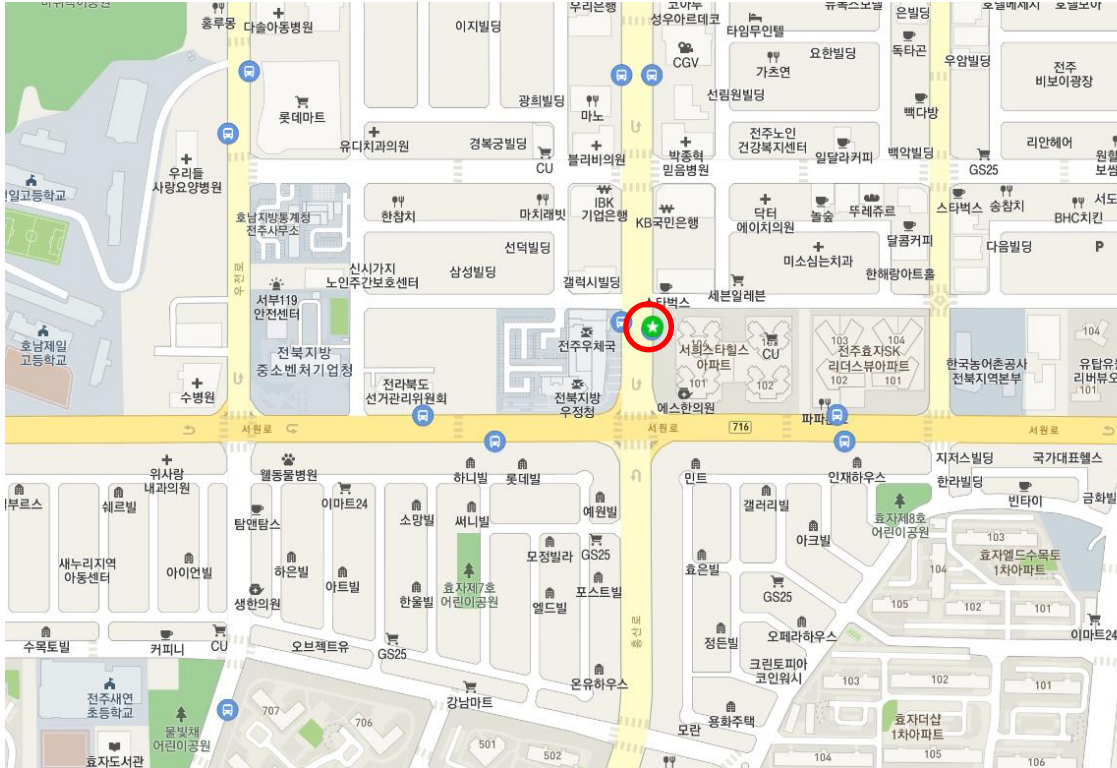 홍루몽
다솔아동병원
이지빌딩
우리은행
성우아르데코
타임무인텔
은빌딩
CGV
가츠연
요한빌딩
독타곤
우암빌딩
전주
비보이광장
롯데마트
광희빌딩
마노
선림원빌딩
빽다방
유디치과의원
경복궁빌딩
CU
블리비의원
박종혁
믿음병원
전주노인
건강복지센터
일달라커피
백악빌딩
GS25
리안헤어
우리들
사랑요양병원
호남지방통계청
전주사무소
한참치
마치래빗
IBK
기업은행
KB국민은행
닥터
에이치의원
놀숲
뚜레쥬르
달콤커피
스타벅스
송참치
BHC치킨
다음빌딩
P
우전로
신시가지
노인주간보호센터
삼성빌딩
선덕빌딩
갤럭시빌딩
스타벅스
세븐일레븐
미소심는치과
한해랑아트홀
서부119
안전센터
호남제일
고등학교
전북지방
중소벤처기업청
전주우체국
서희스타힐스
아파트
CU
101
102
104
103
전주효자SK
리더스뷰아파트
102
101
한국농어촌공사
전북지역본부
104
101
수병원
전라북도
선거관리위원회
전북지방
우정청
에스한의원
서원로
서원로
716
서원로
위사랑
내과의원
웰동물병원
하니빌
롯데빌
민트
인재하우스
지저스빌딩
국가대표헬스
한라빌딩
빈타이
쉐르빌
탐앤탐스
이마트24
소망빌
써니빌
예원빌
갤러리빌
아크빌
효자제8호
어린이공원
103
효자엘드수목토
1차아파트
104
새누리지역
아동센터
아이언빌
하은빌
아트빌
한울빌
효자제7호
어린이공원
모정빌라
GS25
엘드빌
포스트빌
효은빌
GS25
105
102
101
생한의원
이마트24
수목토빌
커피니
CU
오브젝트유
GS25
홍산로
정든빌
오페라하우스
크린토피아
코인워시
103
102
101
전주새연
초등학교
물빛채
어린이공원
효자도서관
707
706
강남마트
온유하우스
501
502
모란
용화주택
효자더샵
1차아파트
104
105
106